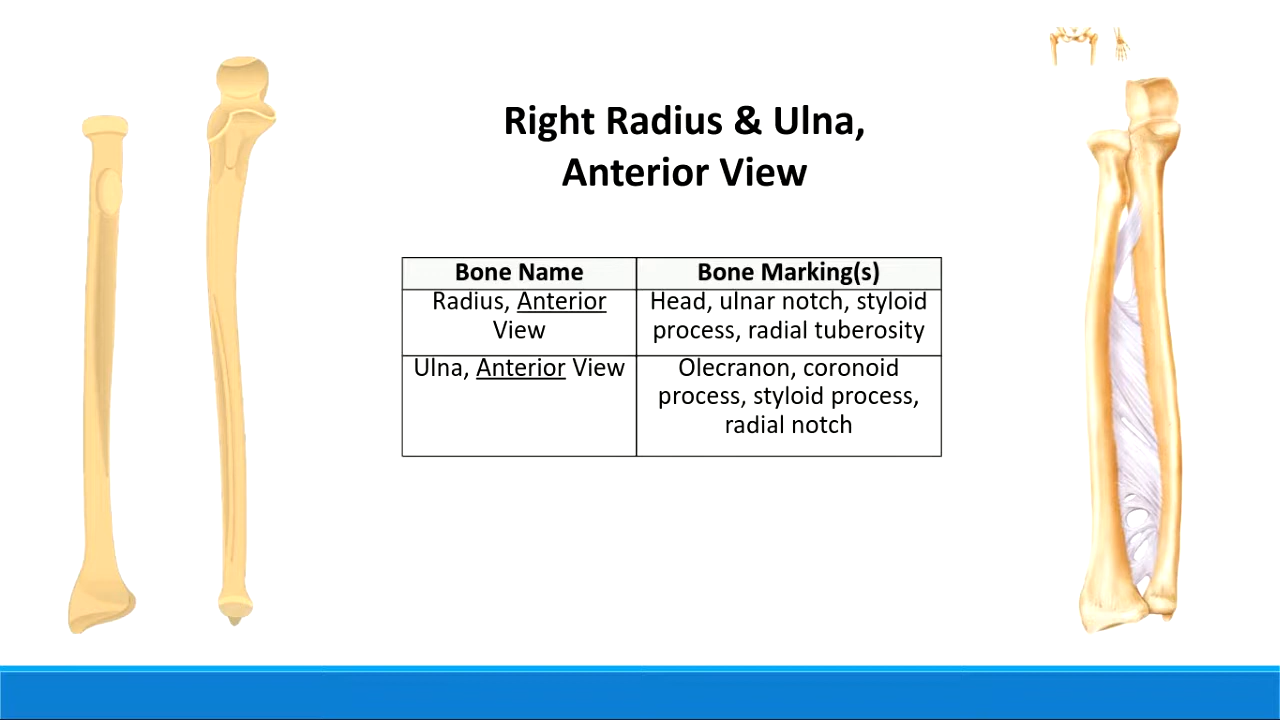 Right Radius & Ulna,
Anterior View
Bone Name
Bone Marking(s)
Radius, Anterior
View
Head, ulnar notch, styloid
process, radial tuberosity
Ulna, Anterior View
Olecranon, coronoid
process, styloid process,
radial notch